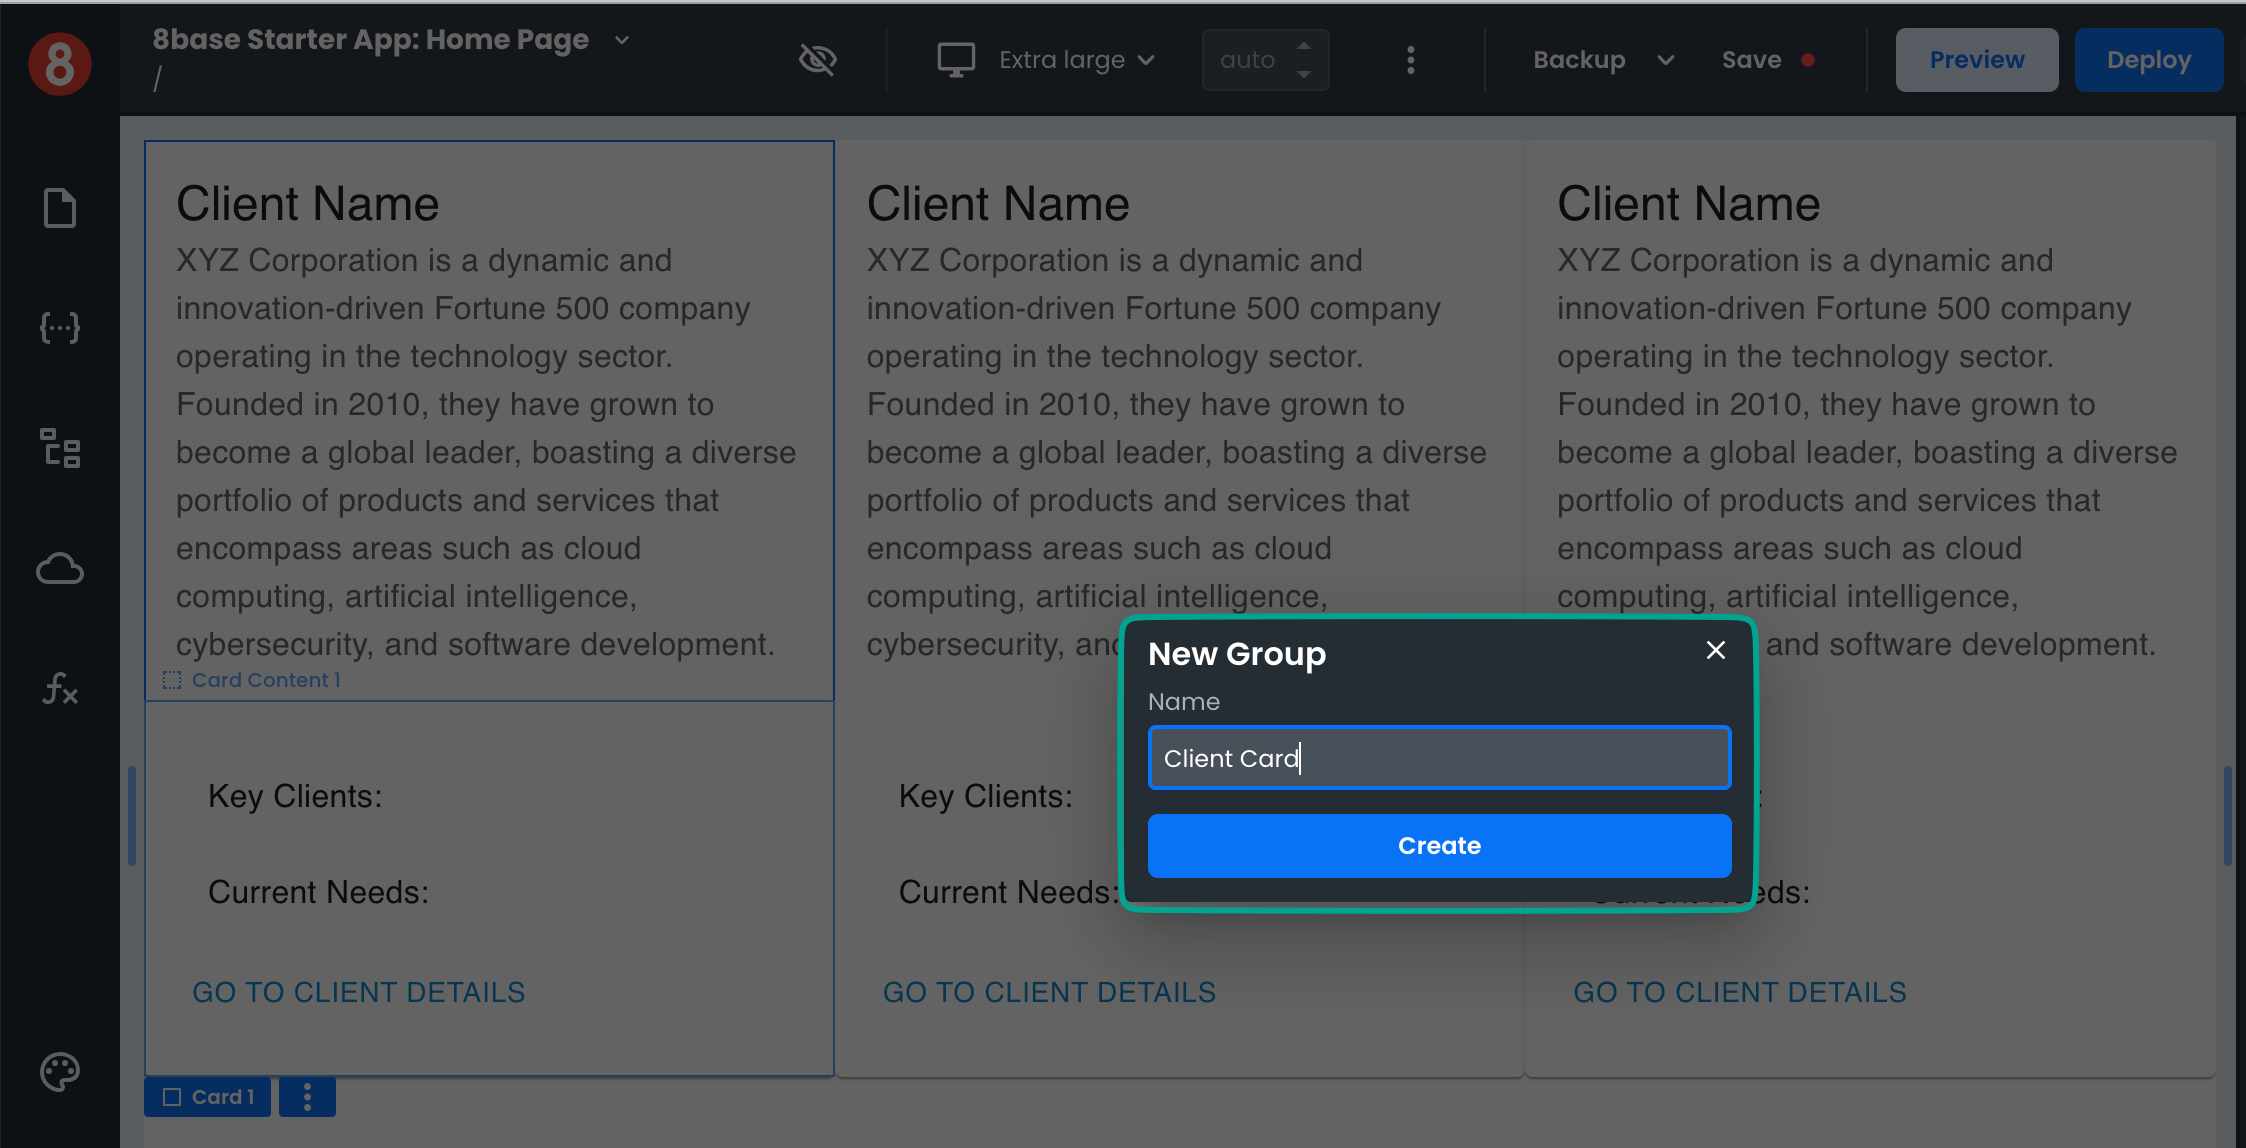 8
8base Starter App: Home Page
/
Extra large
auto
Backup
Save
Preview
Deploy
Client Name
XYZ Corporation is a dynamic and
innovation-driven Fortune 500 company
operating in the technology sector.
Founded in 2010, they have grown to
become a global leader, boasting a diverse
portfolio of products and services that
encompass areas such as cloud
computing, artificial intelligence,
cybersecurity, and software development.
Card Content 1
Key Clients:
Current Needs:
GO TO CLIENT DETAILS
Card 1
Client Name
XYZ Corporation is a dynamic and
innovation-driven Fortune 500 company
operating in the technology sector.
Founded in 2010, they have grown to
become a global leader, boasting a diverse
portfolio of products and services that
encompass areas such as cloud
computing, artificial intelligence,
cybersecurity,
Key Clients:
Current Needs:
GO TO CLIENT DETAILS
Client Name
XYZ Corporation is a dynamic and
innovation-driven Fortune 500 company
operating in the technology sector.
Founded in 2010, they have grown to
become a global leader, boasting a diverse
portfolio of products and services that
encompass areas such as cloud
computing, artificial intelligence,
and software development.
GO TO CLIENT DETAILS
New Group
Name
Client Card
Create
fx